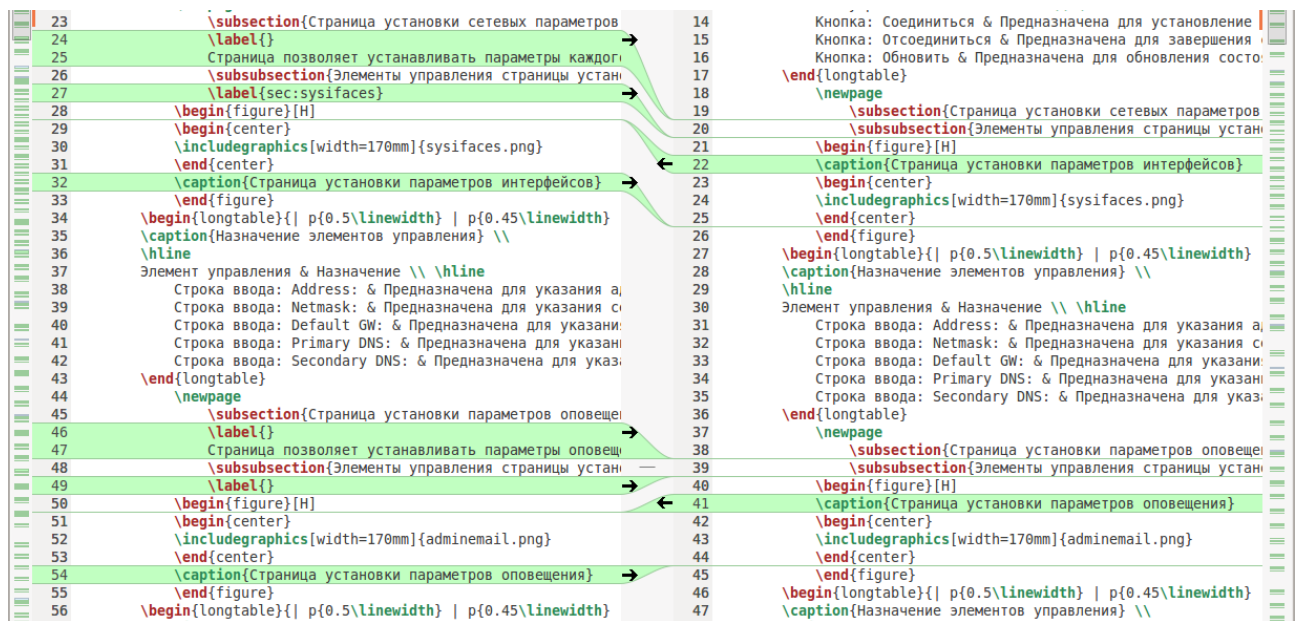 23 \subsection{Страница установки сетевых параметров
24 \label{}
25 Страница позволяет устанавливать параметры каждог
26 \subsubsection{Элементы управления страницы устан
27 \label{sec:sysifaces}
28 \begin{figure}[H]
29 \begin{center}
30 \includegraphics[width=170mm]{sysifaces.png}
31 \end{center}
32 \caption{Страница установки параметров интерфейсов}
33 \end{figure}
34 \begin{longtable}{| p{0.5\linewidth} | p{0.45\linewidth}
35 \caption{Назначение элементов управления} \\
36 \hline
37 Элемент управления & Назначение \\ \hline
38 Строка ввода: Address: & Предназначена для указания а
39 Строка ввода: Netmask: & Предназначена для указания с
40 Строка ввода: Default GW: & Предназначена для указани
41 Строка ввода: Primary DNS: & Предназначена для указан
42 Строка ввода: Secondary DNS: & Предназначена для указ
43 \end{longtable}
44 \newpage
45 \subsection{Страница установки параметров оповеще
46 \label{}
47 Страница позволяет устанавливать параметры оповещ
48 \subsubsection{Элементы управления страницы устан
49 \label{}
50 \begin{figure}[H]
51 \begin{center}
52 \includegraphics[width=170mm]{adminemail.png}
53 \end{center}
54 \caption{Страница установки параметров оповещения}
55 \end{figure}
56 \begin{longtable}{| p{0.5\linewidth} | p{0.45\linewidth}
14 Кнопка: Соединиться & Предназначена для установление
15 Кнопка: Отсоединиться & Предназначена для завершения
16 Кнопка: Обновить & Предназначена для обновления состо
17 \end{longtable}
18 \newpage
19 \subsection{Страница установки сетевых параметров
20 \subsubsection{Элементы управления страницы устан
21 \begin{figure}[H]
22 \caption{Страница установки параметров интерфейсов}
23 \begin{center}
24 \includegraphics[width=170mm]{sysifaces.png}
25 \end{center}
26 \end{figure}
27 \begin{longtable}{| p{0.5\linewidth} | p{0.45\linewidth}
28 \caption{Назначение элементов управления} \\
29 \hline
30 Элемент управления & Назначение \\ \hline
31 Строка ввода: Address: & Предназначена для указания а
32 Строка ввода: Netmask: & Предназначена для указания с
33 Строка ввода: Default GW: & Предназначена для указани
34 Строка ввода: Primary DNS: & Предназначена для указан
35 Строка ввода: Secondary DNS: & Предназначена для указ
36 \end{longtable}
37 \newpage
38 \subsection{Страница установки параметров оповеще
39 \subsubsection{Элементы управления страницы устан
40 \begin{figure}[H]
41 \caption{Страница установки параметров оповещения}
42 \begin{center}
43 \includegraphics[width=170mm]{adminemail.png}
44 \end{center}
45 \end{figure}
46 \begin{longtable}{| p{0.5\linewidth} | p{0.45\linewidth}
47 \caption{Назначение элементов управления} \\